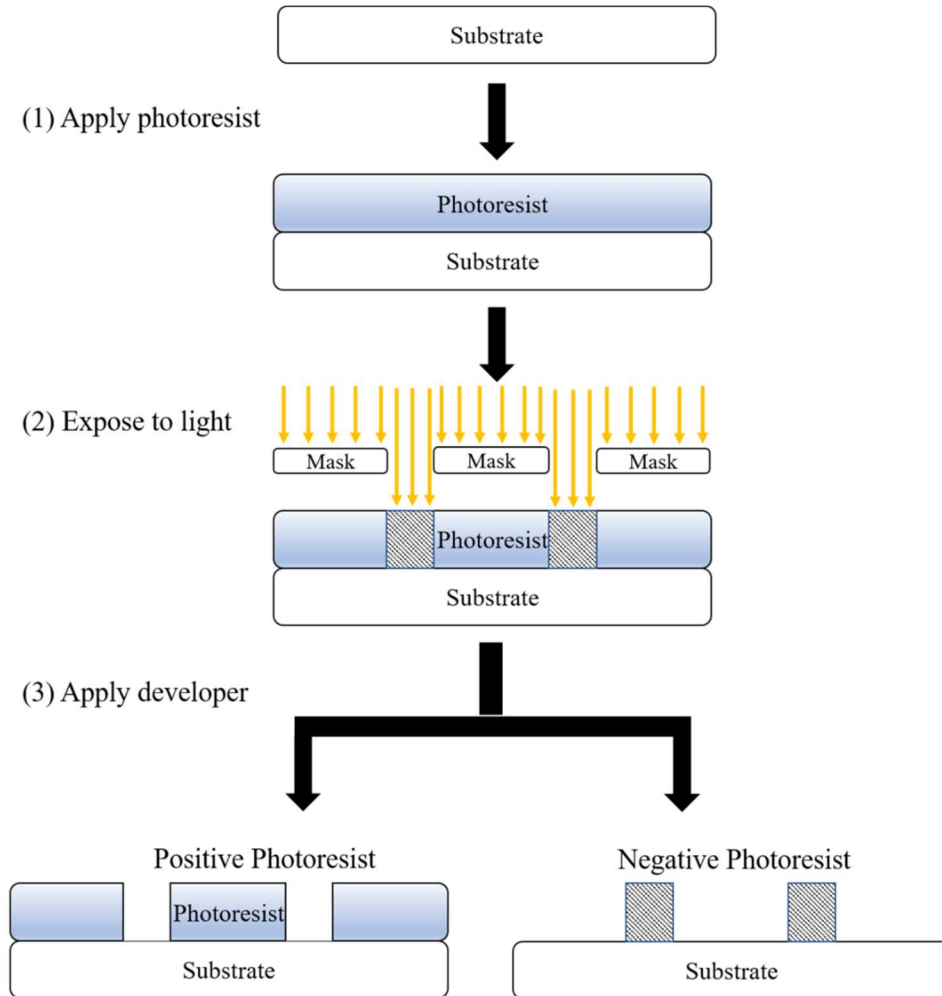 Substrate
(1) Apply photoresist
Photoresist
Substrate
(2) Expose to light
Mask Mask Mask
Photoresist
Substrate
(3) Apply developer
Positive Photoresist Negative Photoresist
Photoresist
Substrate Substrate